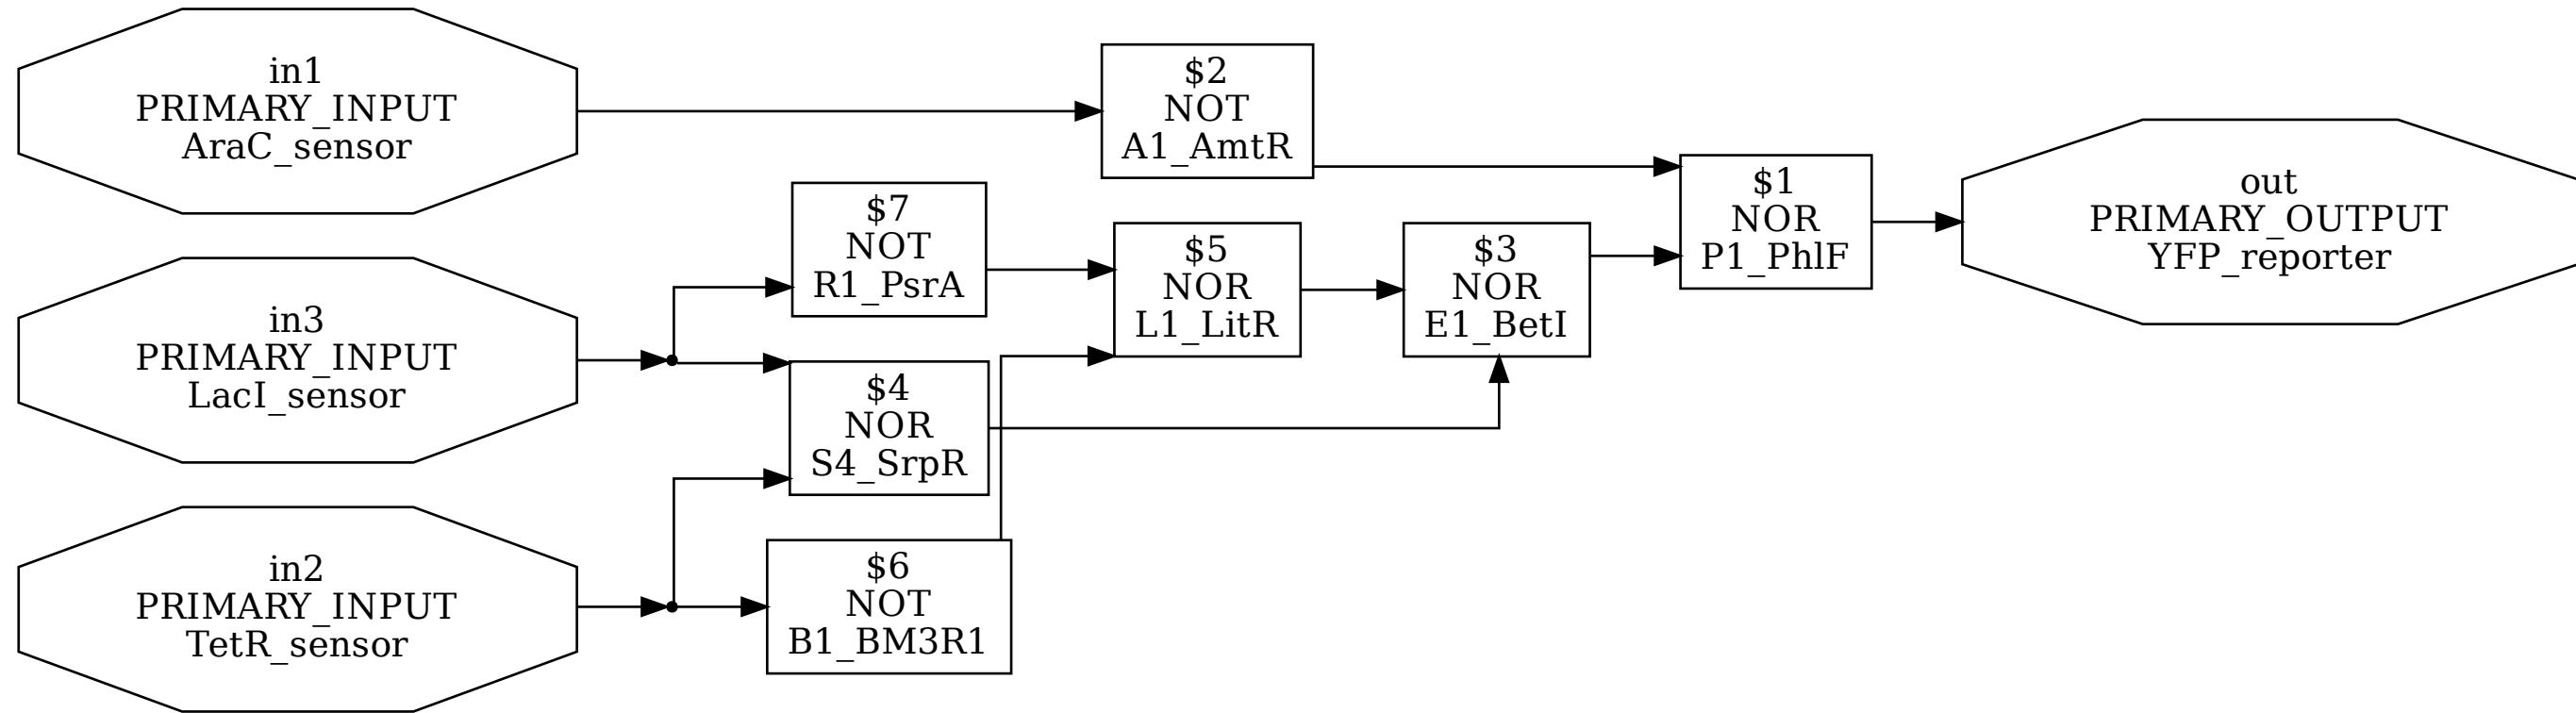 in1
PRIMARY_INPUT
AraC_sensor
$2
NOT
A1_AmtR
$7
NOT
R1_PsrA
in3
PRIMARY_INPUT
LacI_sensor
$5
NOR
L1_LitR
$3
NOR
E1_BetI
$1
NOR
P1_PhlF
out
PRIMARY_OUTPUT
YFP_reporter
$4
NOR
S4_SrpR
in2
PRIMARY_INPUT
TetR_sensor
$6
NOT
B1_BM3R1